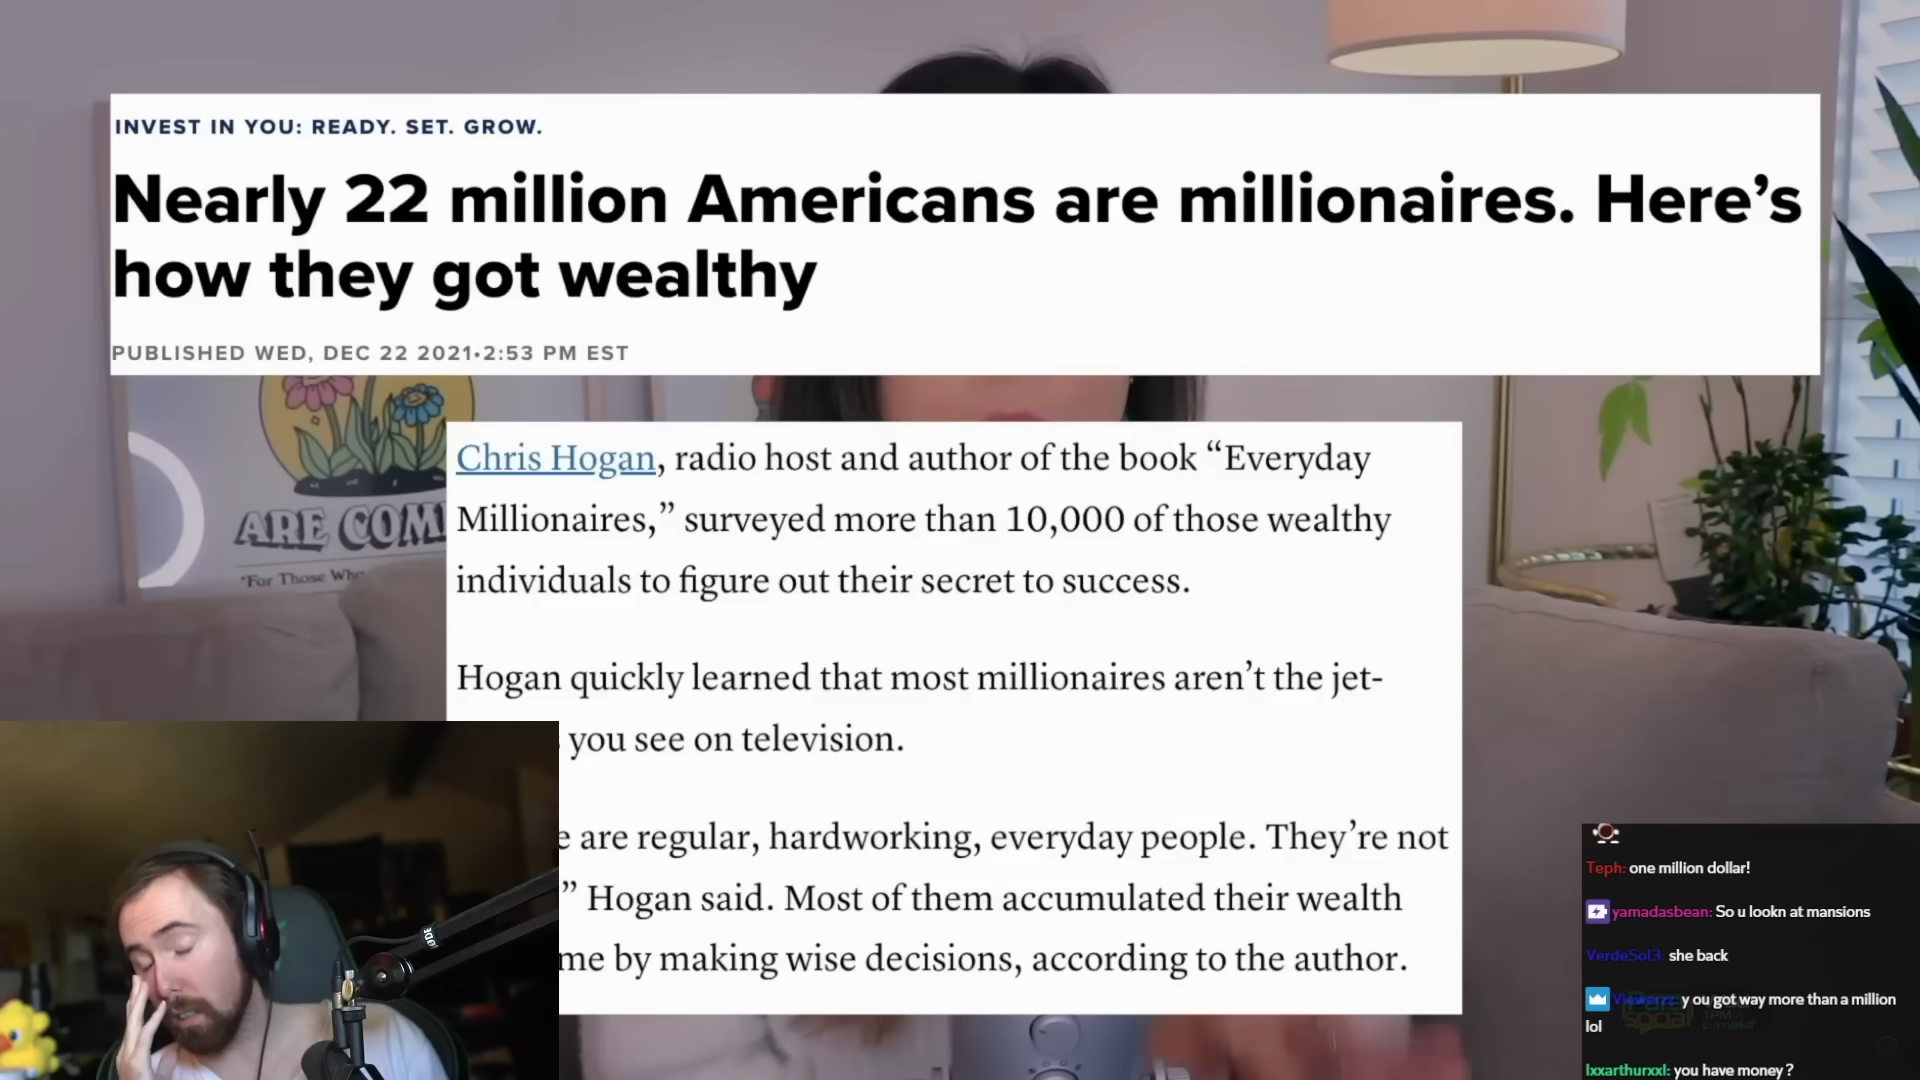 INVEST IN YOU: READY. SET. GROW.
Nearly 22 million Americans are millionaires. Here’s
how they got wealthy
PUBLISHED WED, DEC 22 2021•2:53 PM EST
ARE COM
"For Those Who
Chris Hogan, radio host and author of the book “Everyday
Millionaires,” surveyed more than 10,000 of those wealthy
individuals to figure out their secret to success.
Hogan quickly learned that most millionaires aren’t the jet-
you see on television.
e are regular, hardworking, everyday people. They’re not
” Hogan said. Most of them accumulated their wealth
me by making wise decisions, according to the author.
Teph: one million dollar!
yamadasbean: So u lookn at mansions
VerdeSol3: she back
y ou got way more than a million
lol
social
1PM
lxxarthurxxl: you have money?